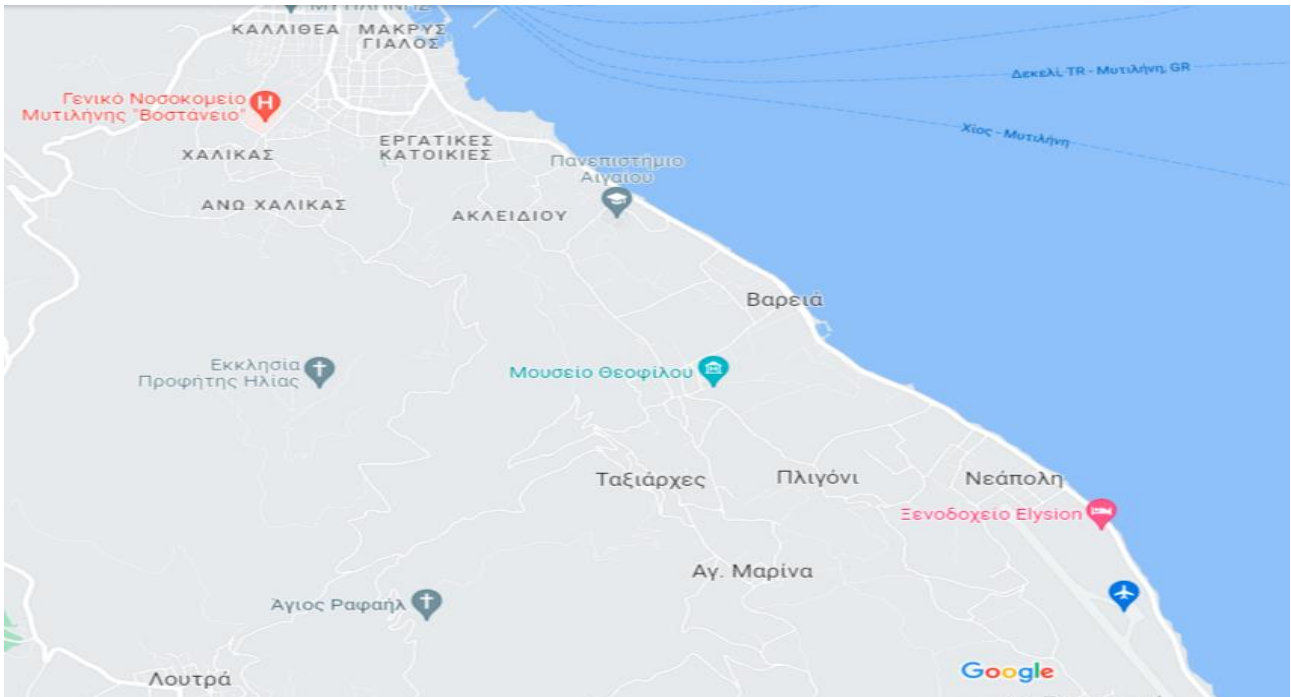 ΚΑΛΛΙΘΕΑ
ΜΑΚΡΥΣ
ΓΙΑΛΟΣ
Δεκελί, TR - Μυτιλήνη, GR
Γενικό Νοσοκομείο
Μυτιλήνης "Βοστάνειο"
H
Χίος - Μυτιλήνη
ΕΡΓΑΤΙΚΕΣ
ΚΑΤΟΙΚΙΕΣ
ΧΑΛΙΚΑΣ
Πανεπιστήμιο
Αιγαίου
ΑΝΩ ΧΑΛΙΚΑΣ
ΑΚΛΕΙΔΙΟΥ
Βαρειά
Εκκλησία
Προφήτης Ηλίας
Μουσείο Θεοφίλου
Ταξιάρχες
Πλιγόνι
Νεάπολη
Ξενοδοχείο Elysion
Αγ. Μαρίνα
Άγιος Ραφαήλ
Λουτρά
Google